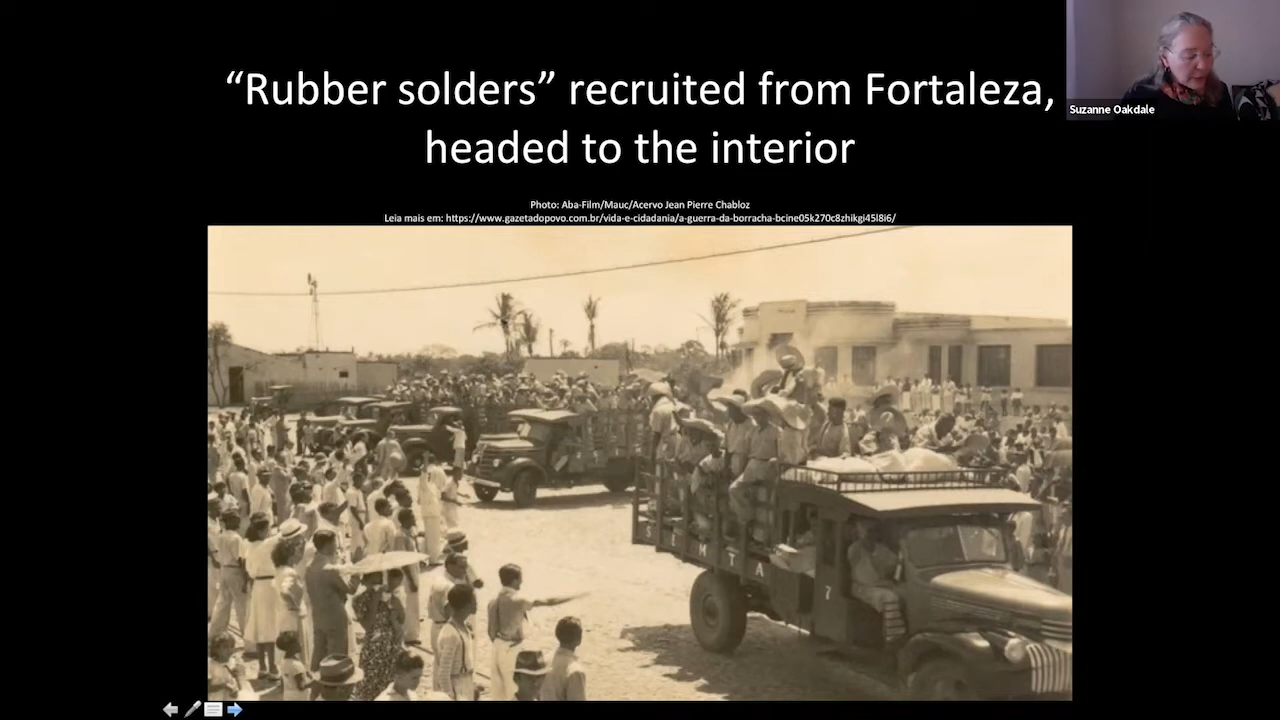 “Rubber solders” recruited from Fortaleza,
headed to the interior
Suzanne Oakdale
Photo: Aba-Film/Mauc/Acervo Jean Pierre Chabloz
Leia mais em: https://www.gazetadopovo.com.br/vida-e-cidadania/a-guerra-da-borracha-bcine05k270c8zhikgi45l8i6/
S E M T A
7